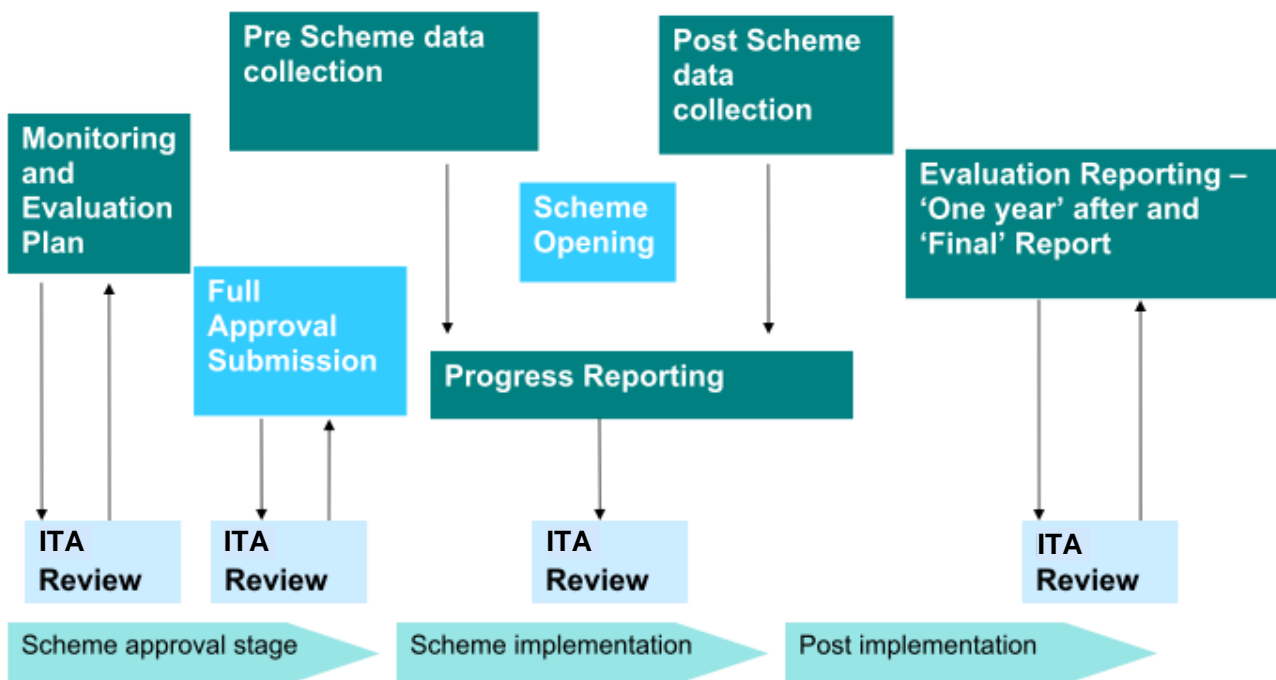 Pre Scheme data
collection
Post Scheme
data
collection
Monitoring
and
Evaluation
Plan
Evaluation Reporting –
‘One year’ after and
‘Final’ Report
Scheme
Opening
Full
Approval
Submission
Progress Reporting
ITA
Review
ITA
Review
ITA
Review
ITA
Review
Scheme approval stage
Scheme implementation
Post implementation